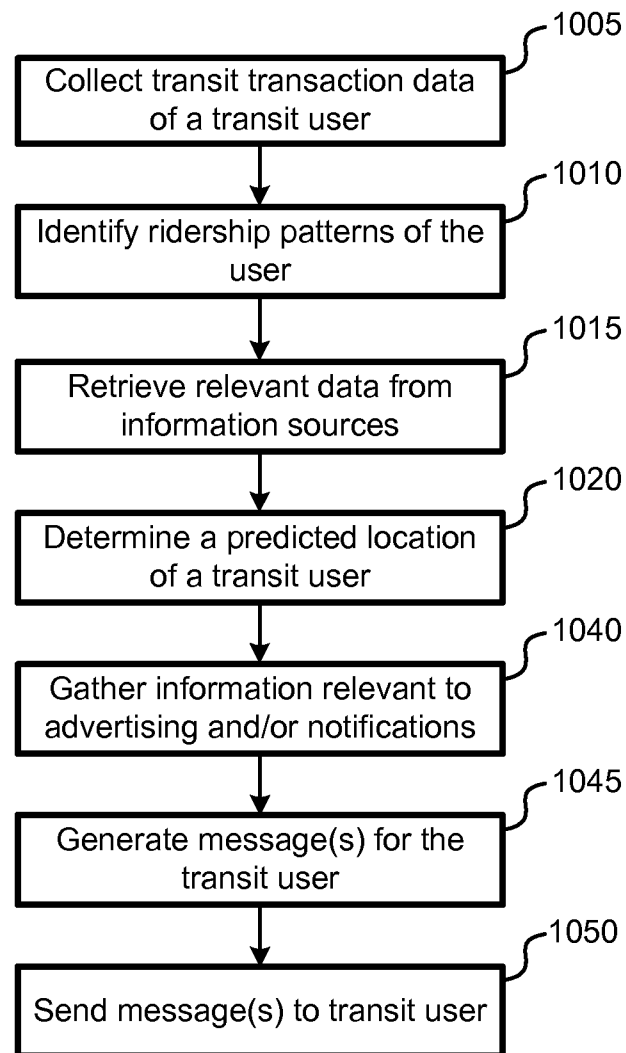 1005
Collect transit transaction data
of a transit user
1010
Identify ridership patterns of the
user
1015
Retrieve relevant data from
information sources
1020
Determine a predicted location
of a transit user
1040
Gather information relevant to
advertising and/or notifications
1045
Generate message(s) for the
transit user
1050
Send message(s) to transit user